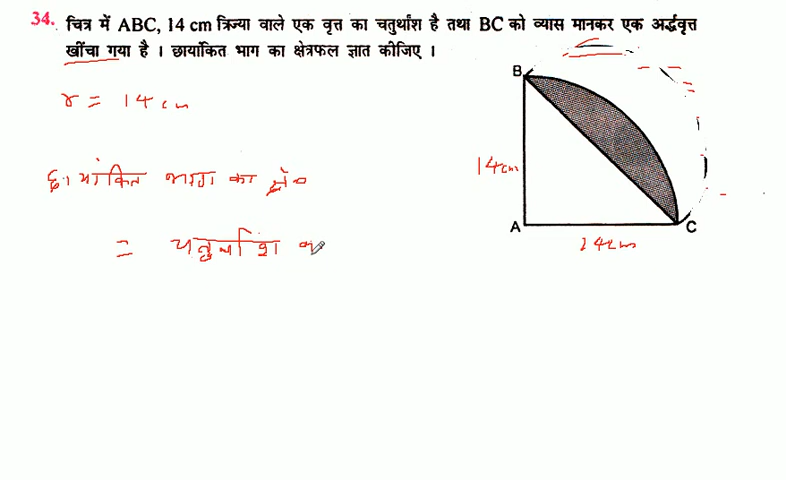 34. चित्र में ABC, 14 cm त्रिज्या वाले एक वृत्त का चतुर्थांश है तथा BC को व्यास मानकर एक अर्द्धवृत्त
खींचा गया है । छायांकित भाग का क्षेत्रफल ज्ञात कीजिए ।
r = 14 cm
छायांकित भाग का क्षे०
= चतुर्थांश
B
14cm
A
C
14cm